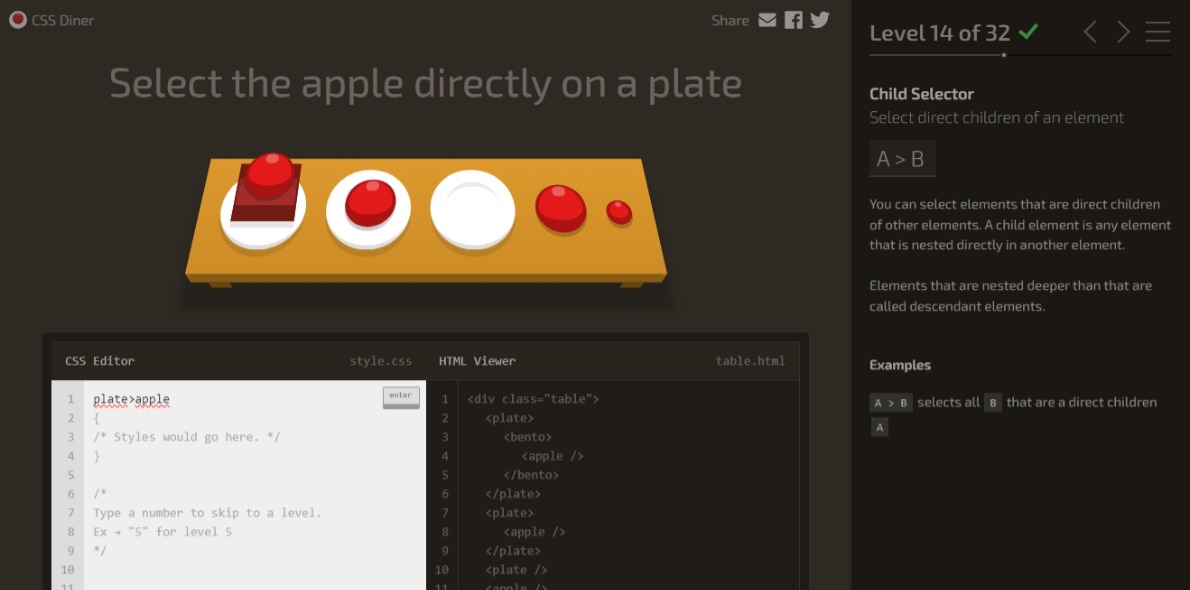 CSS Diner
Share
Select the apple directly on a plate
CSS Editor style.css
1 plate>apple
enter
2 {
3 /* Styles would go here. */
4 }
5
6 /*
7 Type a number to skip to a level.
8 Ex → "5" for level 5
9 */
10
11
HTML Viewer table.html
1 <div class="table">
2 <plate>
3 <bento>
4 <apple />
5 </bento>
6 </plate>
7 <plate>
8 <apple />
9 </plate>
10 <plate />
11 <apple />
Level 14 of 32
Child Selector
Select direct children of an element
A > B
You can select elements that are direct children
of other elements. A child element is any element
that is nested directly in another element.
Elements that are nested deeper than that are
called descendant elements.
Examples
A > B selects all B that are a direct children
A